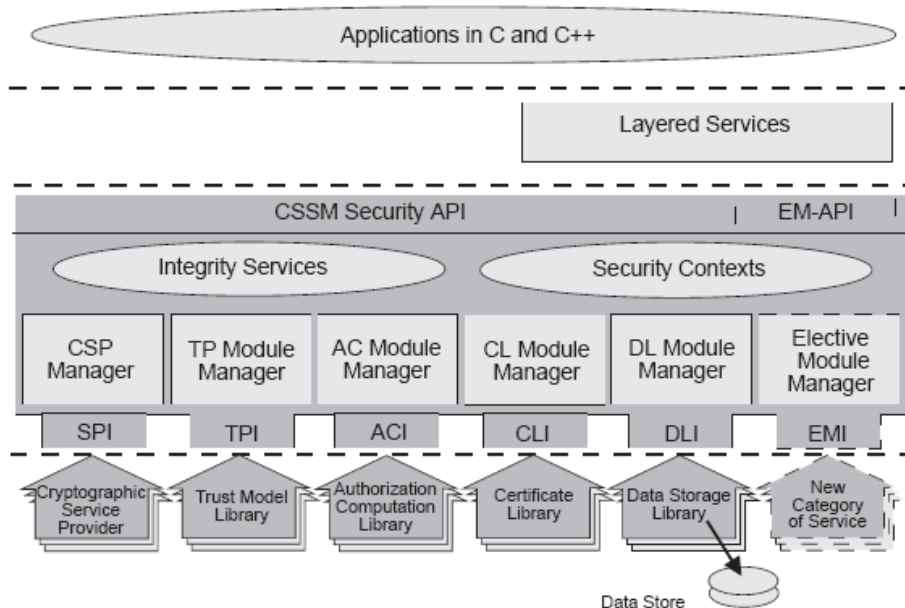 Applications in C and C++
Layered Services
CSSM Security API
EM-API
Integrity Services
Security Contexts
CSP
Manager
TP Module
Manager
AC Module
Manager
CL Module
Manager
DL Module
Manager
Elective
Module
Manager
SPI
TPI
ACI
CLI
DLI
EMI
Cryptographic
Service
Provider
Trust Model
Library
Authorization
Computation
Library
Certificate
Library
Data Storage
Library
New
Category
of Service
Data Store